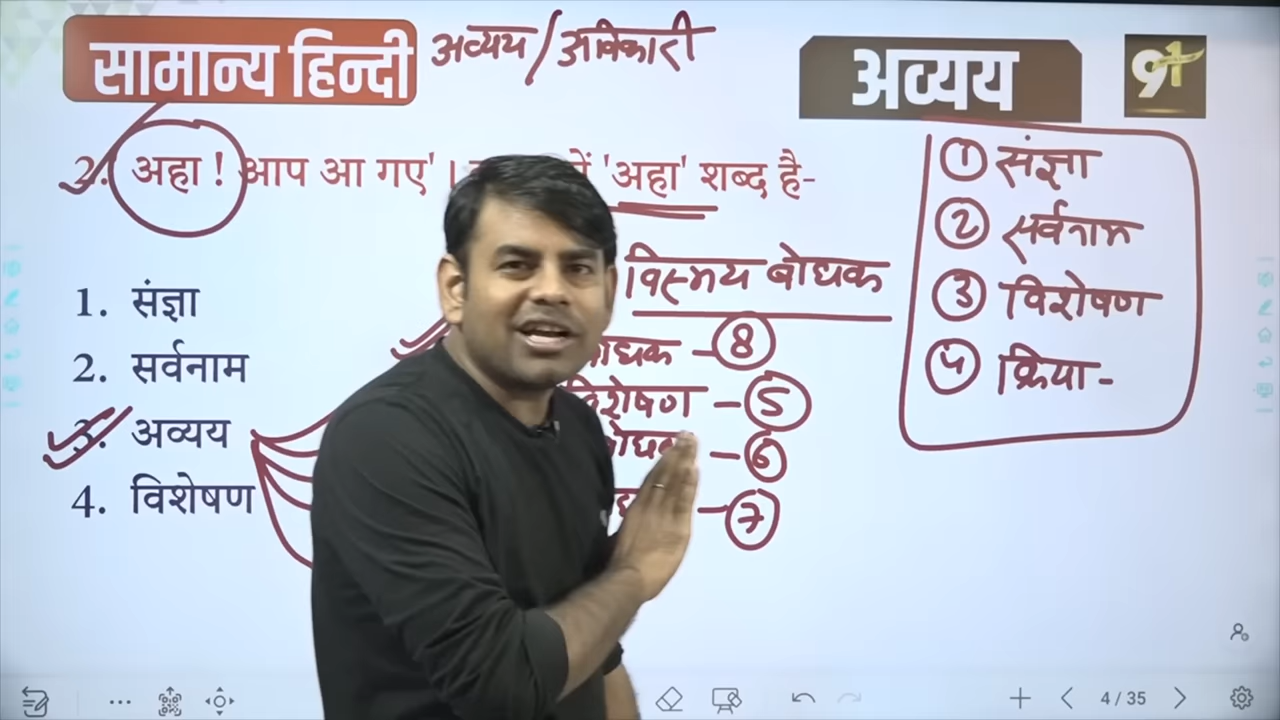 सामान्य हिन्दी
अव्यय/अविकारी
अव्यय
2. अहा ! आप आ गए' । में 'अहा' शब्द है-
1. संज्ञा
2. सर्वनाम
3. अव्यय
4. विशेषण
विस्मय बोधक
8
विशेषण – 5
6
7
1 संज्ञा
2 सर्वनाम
3 विशेषण
4 क्रिया-
4 / 35